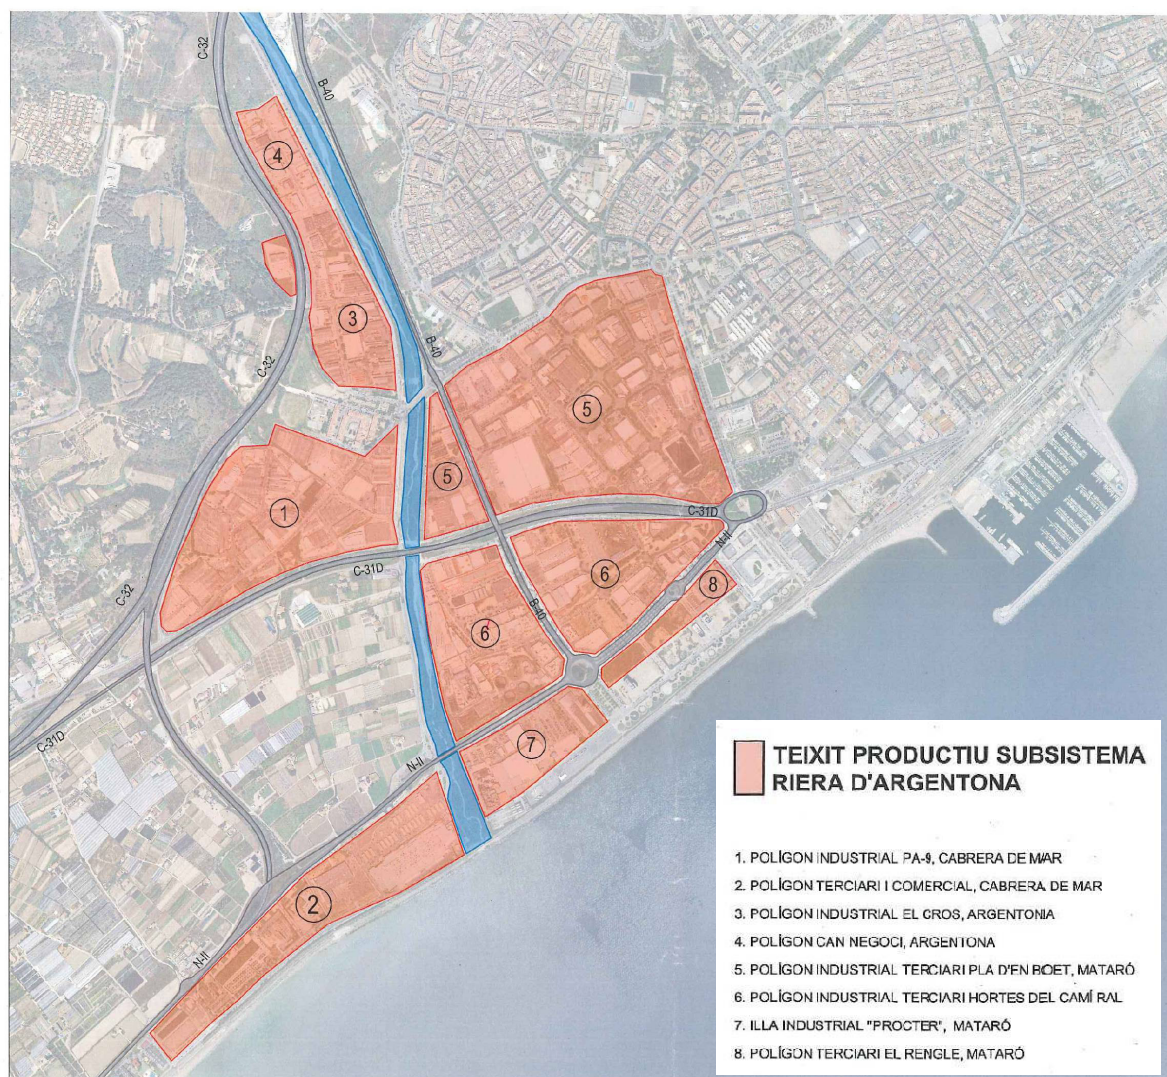 C-32
C-32
B-40
4
3
B-40
C-32
5
5
1
C-31D
N-II
C-31D
6
8
C-32
B-40
6
7
C-31D
N-II
2
N-II
TEIXIT PRODUCTIU SUBSISTEMA
RIERA D'ARGENTONA
1. POLÍGON INDUSTRIAL PA-9, CABRERA DE MAR
2. POLÍGON TERCIARI I COMERCIAL, CABRERA DE MAR
3. POLÍGON INDUSTRIAL EL CROS, ARGENTONIA
4. POLÍGON CAN NEGOCI, ARGENTONA
5. POLÍGON INDUSTRIAL TERCIARI PLA D'EN BOET, MATARÓ
6. POLÍGON INDUSTRIAL TERCIARI HORTES DEL CAMÍ RAL
7. ILLA INDUSTRIAL "PROCTER", MATARÓ
8. POLÍGON TERCIARI EL RENGLE, MATARÓ